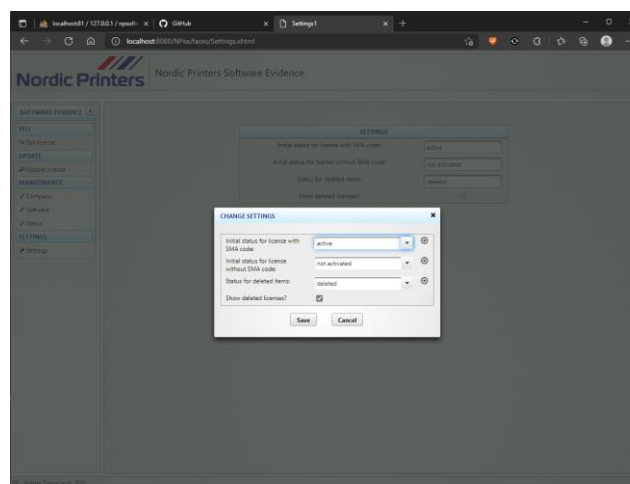 localhost:81 / 127.0.0.1 / npsoft
GitHub
Settings1
localhost:8080/NPse/faces/Settings.xhtml
Nordic Printers
Nordic Printers Software Evidence
SOFTWARE EVIDENCE
SELL
Sell license
UPDATE
Update license
MAINTENANCE
Company
Software
Status
SETTINGS
Settings
SETTINGS
Initial status for license with SMA code:
active
Initial status for license without SMA code:
not activated
Status for deleted items:
deleted
Show deleted licenses?
CHANGE SETTINGS
Initial status for license with
SMA code:
active
Initial status for license
without SMA code:
not activated
Status for deleted items:
deleted
Show deleted licenses?
Save
Cancel